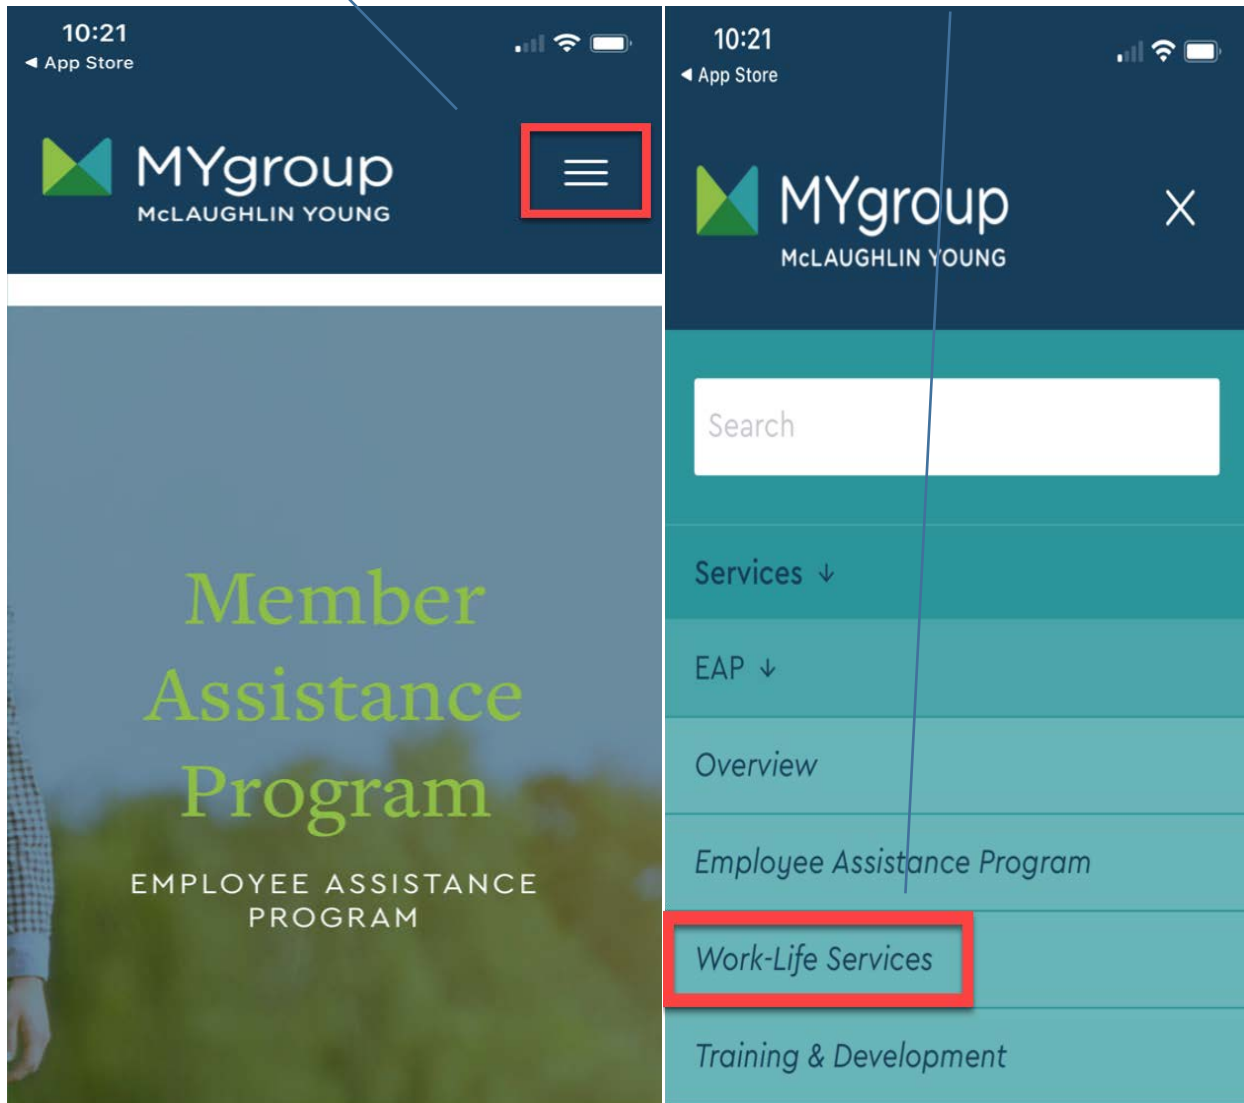 10:21
◄ App Store
MYgroup
McLAUGHLIN YOUNG
Member
Assistance
Program
EMPLOYEE ASSISTANCE
PROGRAM
10:21
◄ App Store
MYgroup
McLAUGHLIN YOUNG
X
Search
Services ↓
EAP ↓
Overview
Employee Assistance Program
Work-Life Services
Training & Development